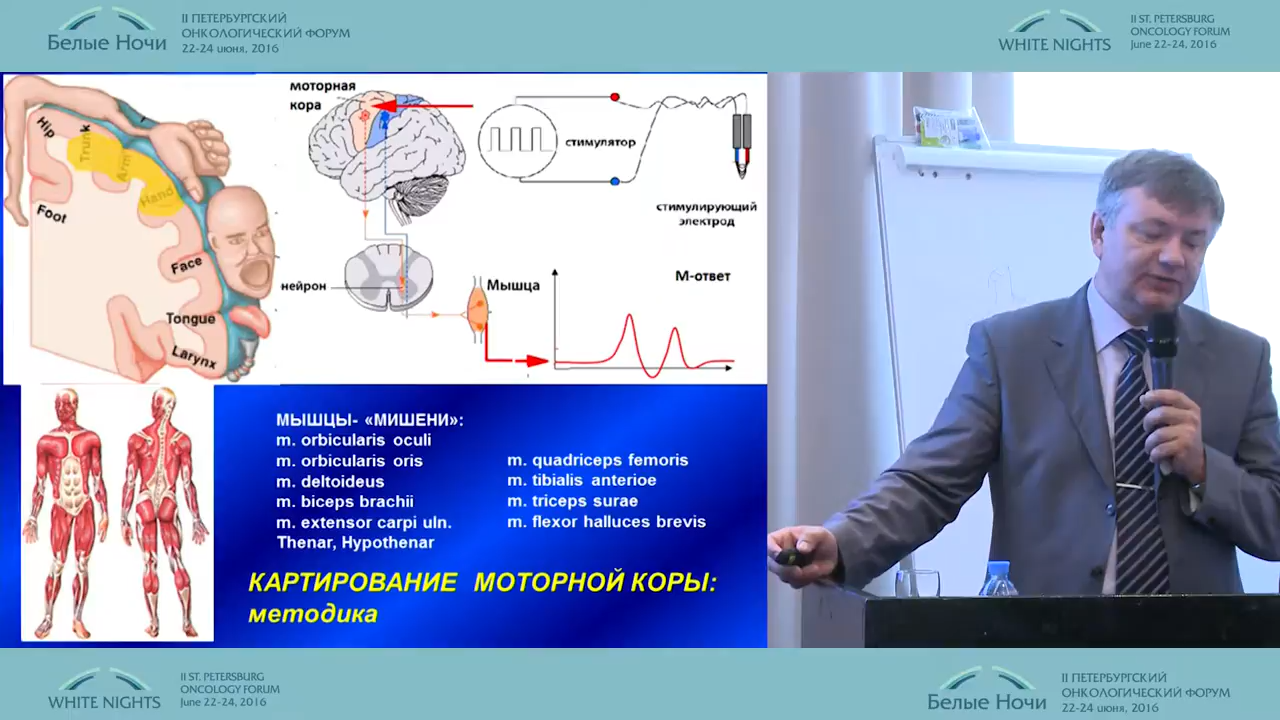 Белые Ночи
II ПЕТЕРБУРГСКИЙ
ОНКОЛОГИЧЕСКИЙ ФОРУМ
22-24 июня, 2016
WHITE NIGHTS
II ST. PETERSBURG
ONCOLOGY FORUM
June 22-24, 2016
Hip
Trunk
Arm
Hand
Foot
Face
Tongue
Larynx
моторная
кора
стимулятор
стимулирующий
электрод
нейрон
Мышца
М-ответ
МЫШЦЫ- «МИШЕНИ»:
m. orbicularis oculi
m. orbicularis oris
m. deltoideus
m. biceps brachii
m. extensor carpi uln.
Thenar, Hypothenar
m. quadriceps femoris
m. tibialis anterioe
m. triceps surae
m. flexor halluces brevis
КАРТИРОВАНИЕ МОТОРНОЙ КОРЫ:
методика
WHITE NIGHTS
II ST. PETERSBURG
ONCOLOGY FORUM
June 22-24, 2016
Белые Ночи
II ПЕТЕРБУРГСКИЙ
ОНКОЛОГИЧЕСКИЙ ФОРУМ
22-24 июня, 2016